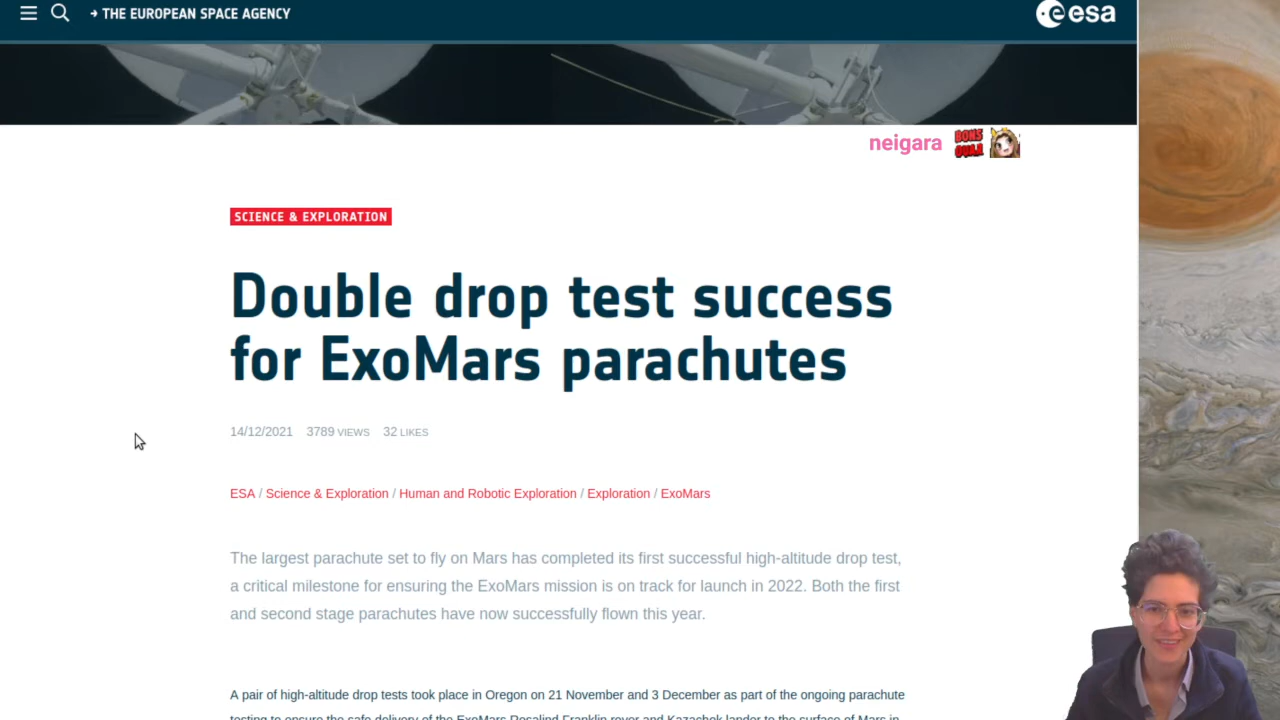 → THE EUROPEAN SPACE AGENCY
esa
neigara
SCIENCE & EXPLORATION
Double drop test success
for ExoMars parachutes
14/12/2021 3789 VIEWS 32 LIKES
ESA / Science & Exploration / Human and Robotic Exploration / Exploration / ExoMars
The largest parachute set to fly on Mars has completed its first successful high-altitude drop test,
a critical milestone for ensuring the ExoMars mission is on track for launch in 2022. Both the first
and second stage parachutes have now successfully flown this year.
A pair of high-altitude drop tests took place in Oregon on 21 November and 3 December as part of the ongoing parachute
testing to ensure the safe delivery of the ExoMars Rosalind Franklin rover and Kazachok lander to the surface of Mars in